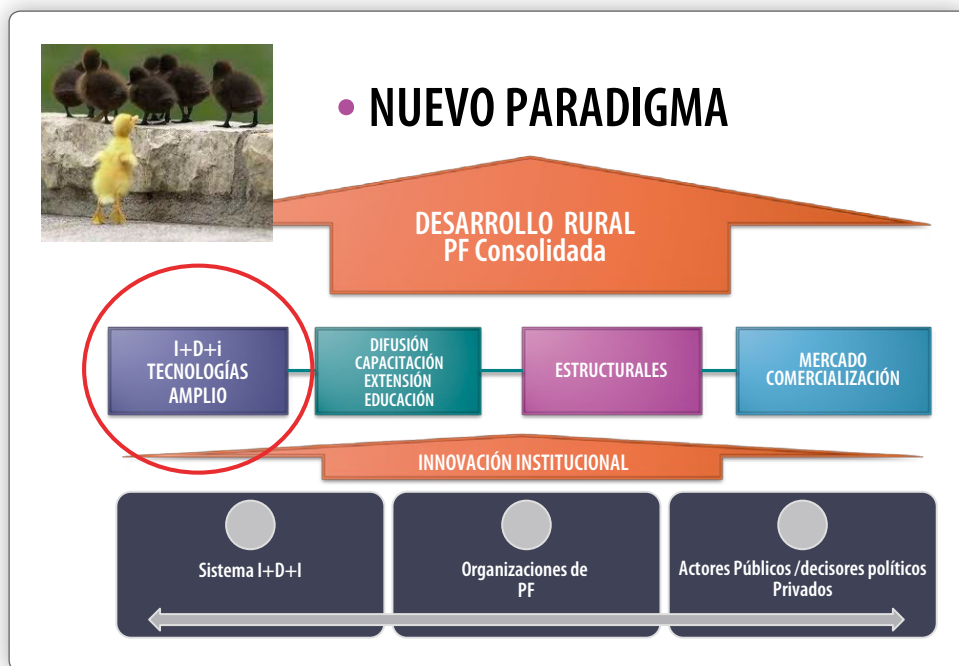 • NUEVO PARADIGMA
DESARROLLO RURAL
PF Consolidada
I+D+i
TECNOLOGÍAS
AMPLIO
DIFUSIÓN
CAPACITACIÓN
EXTENSIÓN
EDUCACIÓN
ESTRUCTURALES
MERCADO
COMERCIALIZACIÓN
INNOVACIÓN INSTITUCIONAL
Sistema I+D+I
Organizaciones de
PF
Actores Públicos /decisores políticos
Privados